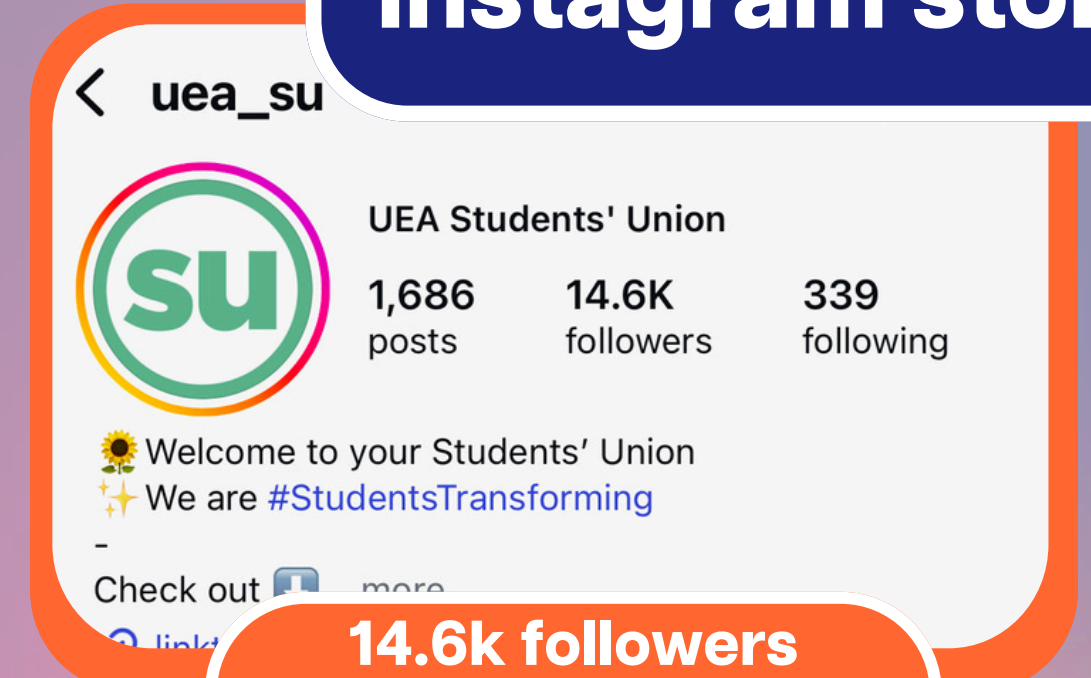 Instagram
uea_su
su
UEA Students' Union
1,686 14.6K 339
posts followers following
🌻Welcome to your Students’ Union
✨We are #StudentsTransforming
-
Check out ⬇️ ... more
14.6k followers